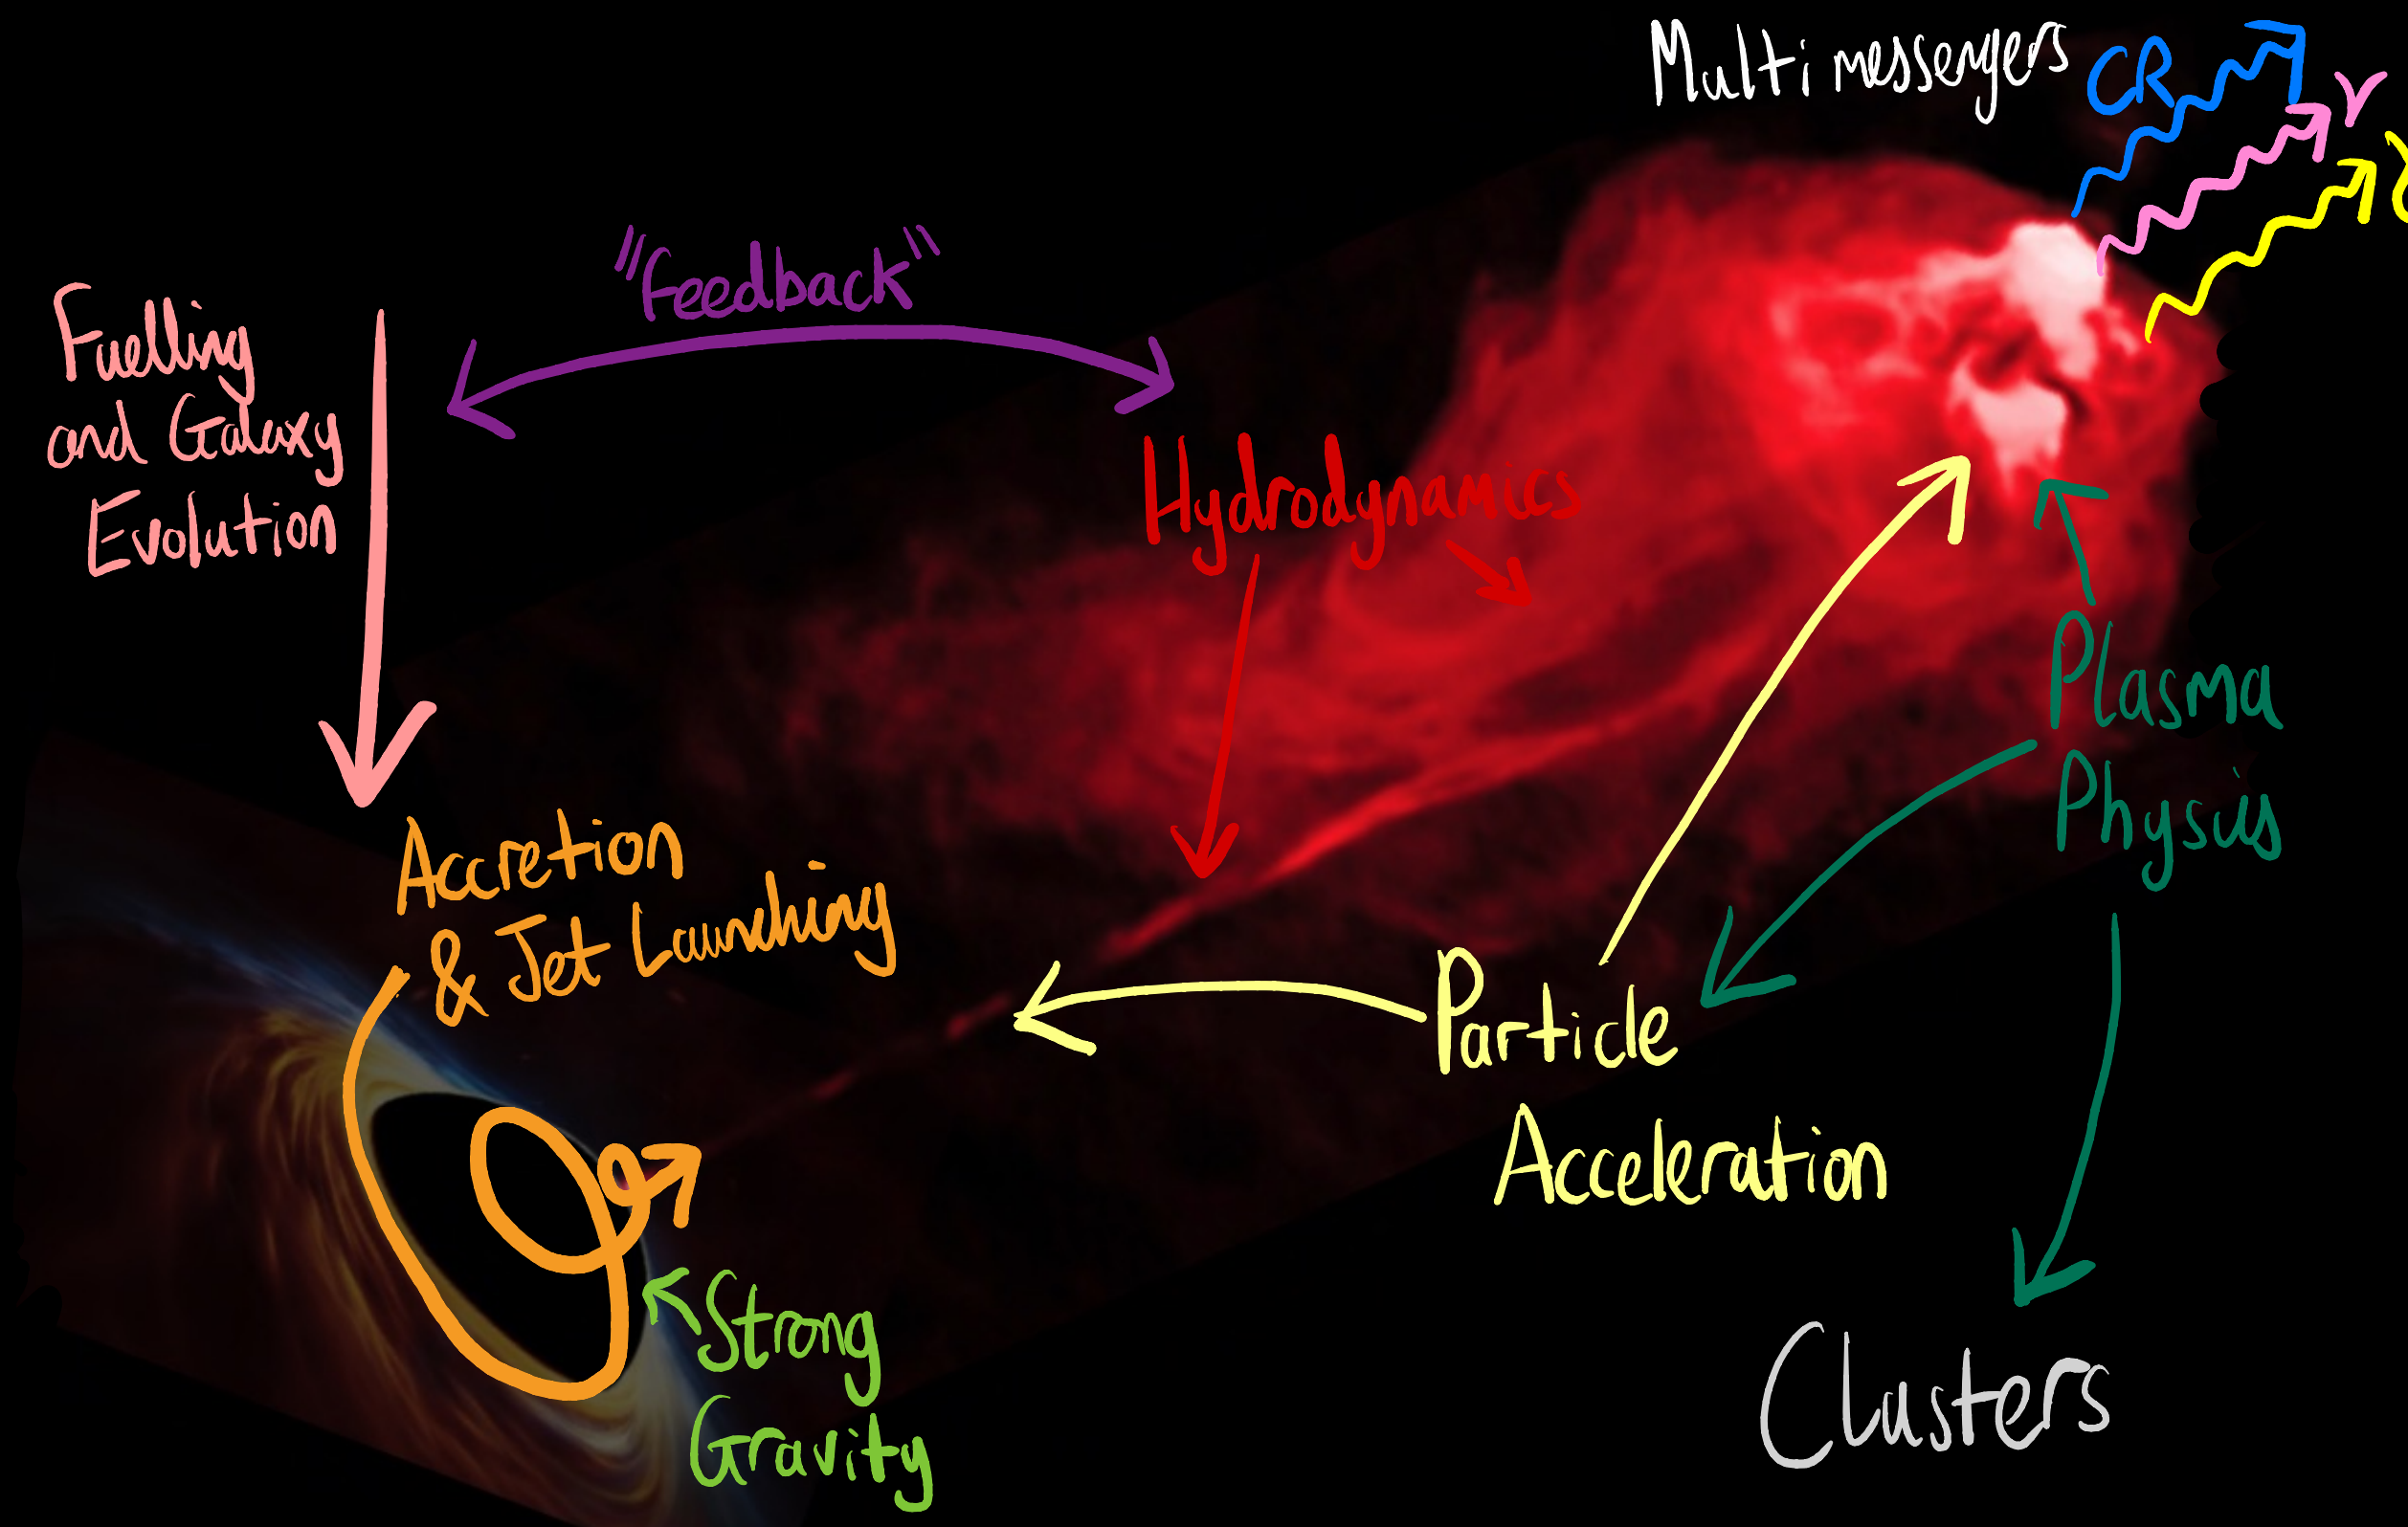 Multi messengers CR ν
"Feedback"
Fuelling
and Galaxy
Evolution
Hydrodynamics
Plasma
Physics
Accretion
& Jet Launching
Particle
Acceleration
Strong
Gravity
Clusters